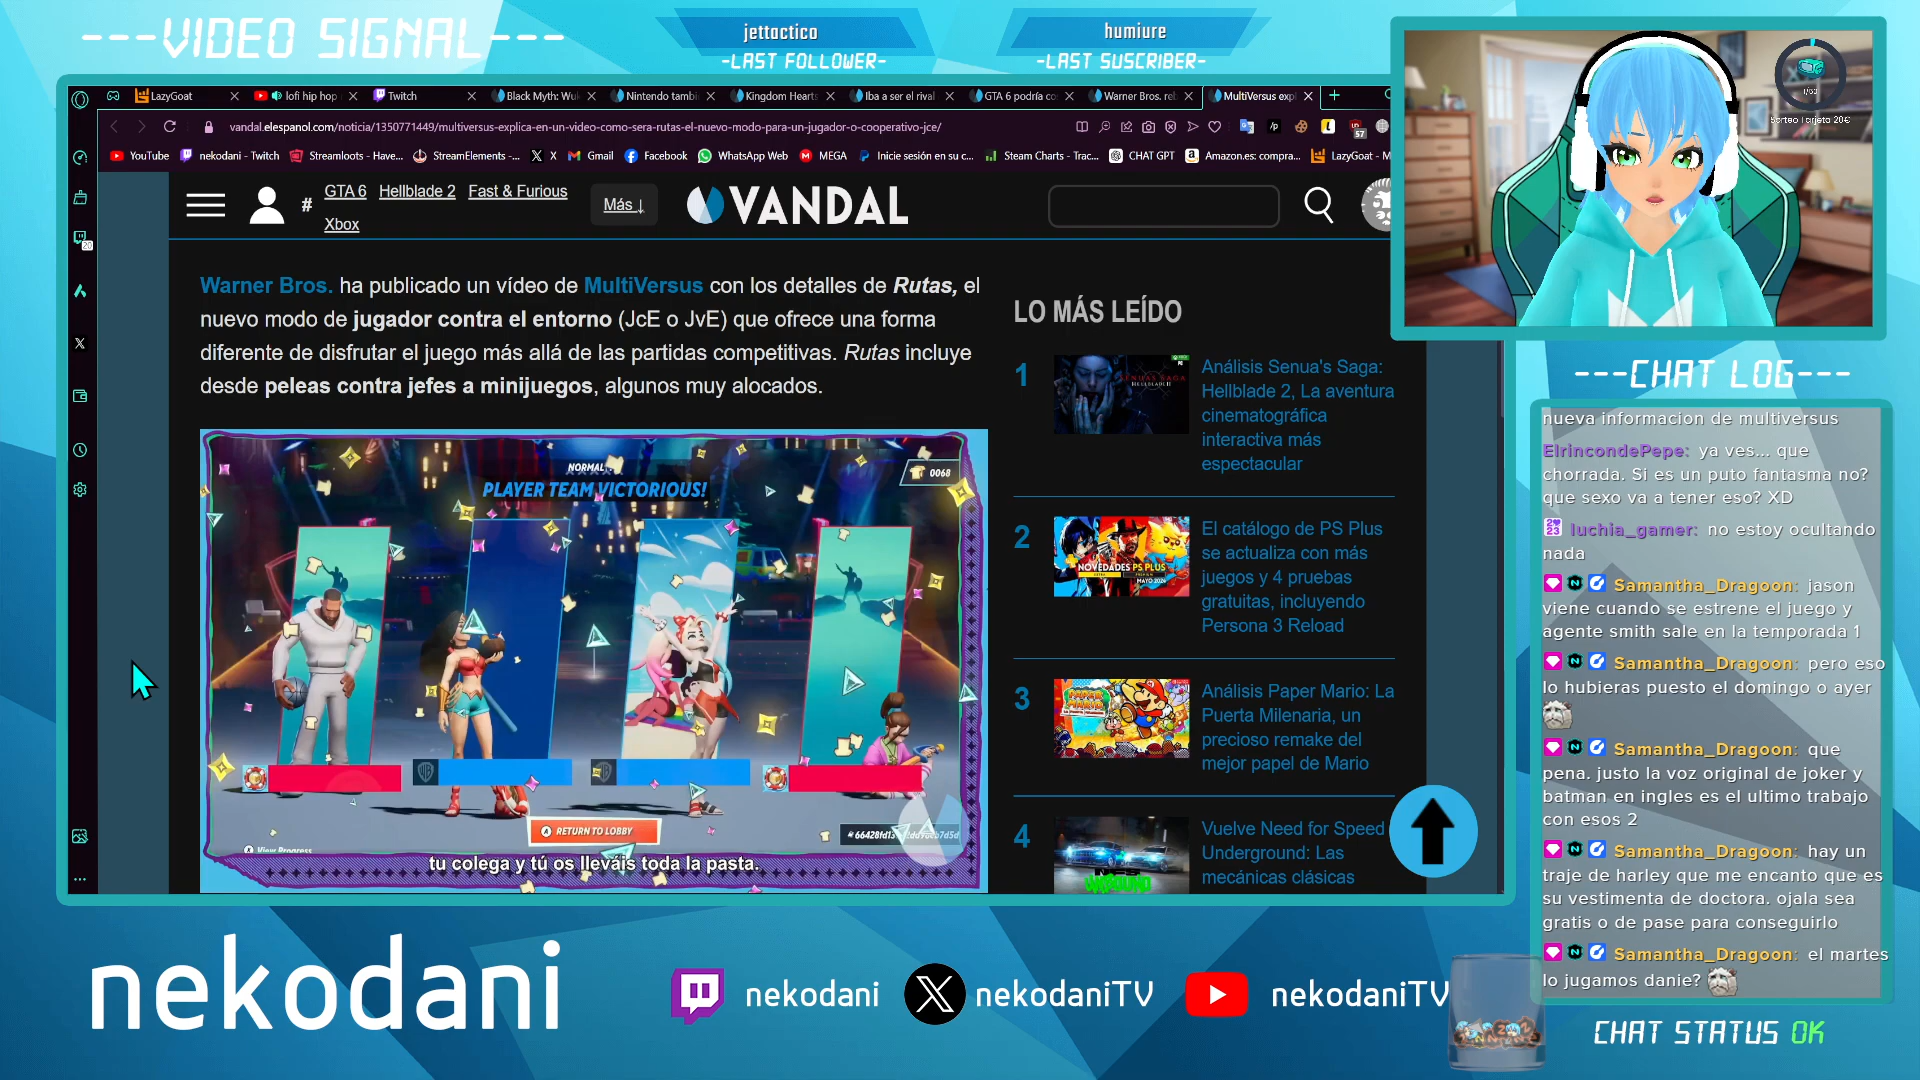 ---VIDEO SIGNAL---
jettactico
-LAST FOLLOWER-
humiure
-LAST SUSCRIBER-
LazyGoat
lofi hip hop
Twitch
Black Myth: Wu
Nintendo tambi
Kingdom Hearts
Iba a ser el rival
GTA 6 podría co
Warner Bros. rel
MultiVersus expl
vandal.elespanol.com/noticia/1350771449/multiversus-explica-en-un-video-como-sera-rutas-el-nuevo-modo-para-un-jugador-o-cooperativo-jce/
57
YouTube
nekodani - Twitch
Streamloots - Have...
StreamElements -...
X
Gmail
Facebook
WhatsApp Web
MEGA
Inicie sesión en su c...
Steam Charts - Trac...
CHAT GPT
Amazon.es: compra...
LazyGoat - M
20
# GTA 6 Hellblade 2 Fast & Furious
Xbox
Más ↓
VANDAL
Warner Bros. ha publicado un vídeo de MultiVersus con los detalles de Rutas, el
nuevo modo de jugador contra el entorno (JcE o JvE) que ofrece una forma
diferente de disfrutar el juego más allá de las partidas competitivas. Rutas incluye
desde peleas contra jefes a minijuegos, algunos muy alocados.
NORMAL
0068
PLAYER TEAM VICTORIOUS!
RETURN TO LOBBY
View Progress
tu colega y tú os lleváis toda la pasta.
LO MÁS LEÍDO
1
Análisis Senua's Saga:
Hellblade 2, La aventura
cinematográfica
interactiva más
espectacular
2
NOVEDADES PS PLUS
MAYO 2024
El catálogo de PS Plus
se actualiza con más
juegos y 4 pruebas
gratuitas, incluyendo
Persona 3 Reload
3
Análisis Paper Mario: La
Puerta Milenaria, un
precioso remake del
mejor papel de Mario
4
UNBOUND
Vuelve Need for Speed
Underground: Las
mecánicas clásicas
Sorteo Tarjeta 20€
---CHAT LOG---
nueva informacion de multiversus
ElrincondePepe: ya ves... que
chorrada. Si es un puto fantasma no?
que sexo va a tener eso? XD
luchia_gamer: no estoy ocultando
nada
Samantha_Dragoon: jason
viene cuando se estrene el juego y
agente smith sale en la temporada 1
Samantha_Dragoon: pero eso
lo hubieras puesto el domingo o ayer
Samantha_Dragoon: que
pena. justo la voz original de joker y
batman en ingles es el ultimo trabajo
con esos 2
Samantha_Dragoon: hay un
traje de harley que me encanto que es
su vestimenta de doctora. ojala sea
gratis o de pase para conseguirlo
Samantha_Dragoon: el martes
lo jugamos danie?
CHAT STATUS OK
nekodani
nekodani
nekodaniTV
nekodaniTV